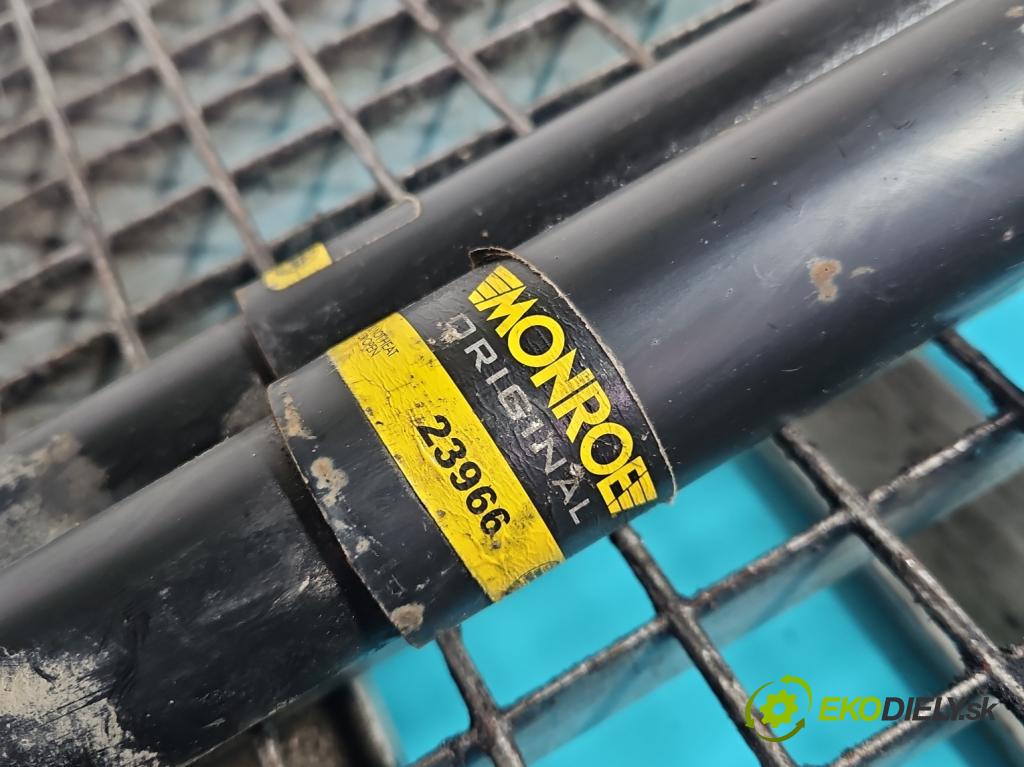 MONROE
ORIGINAL
23966
EKODIELY.sk